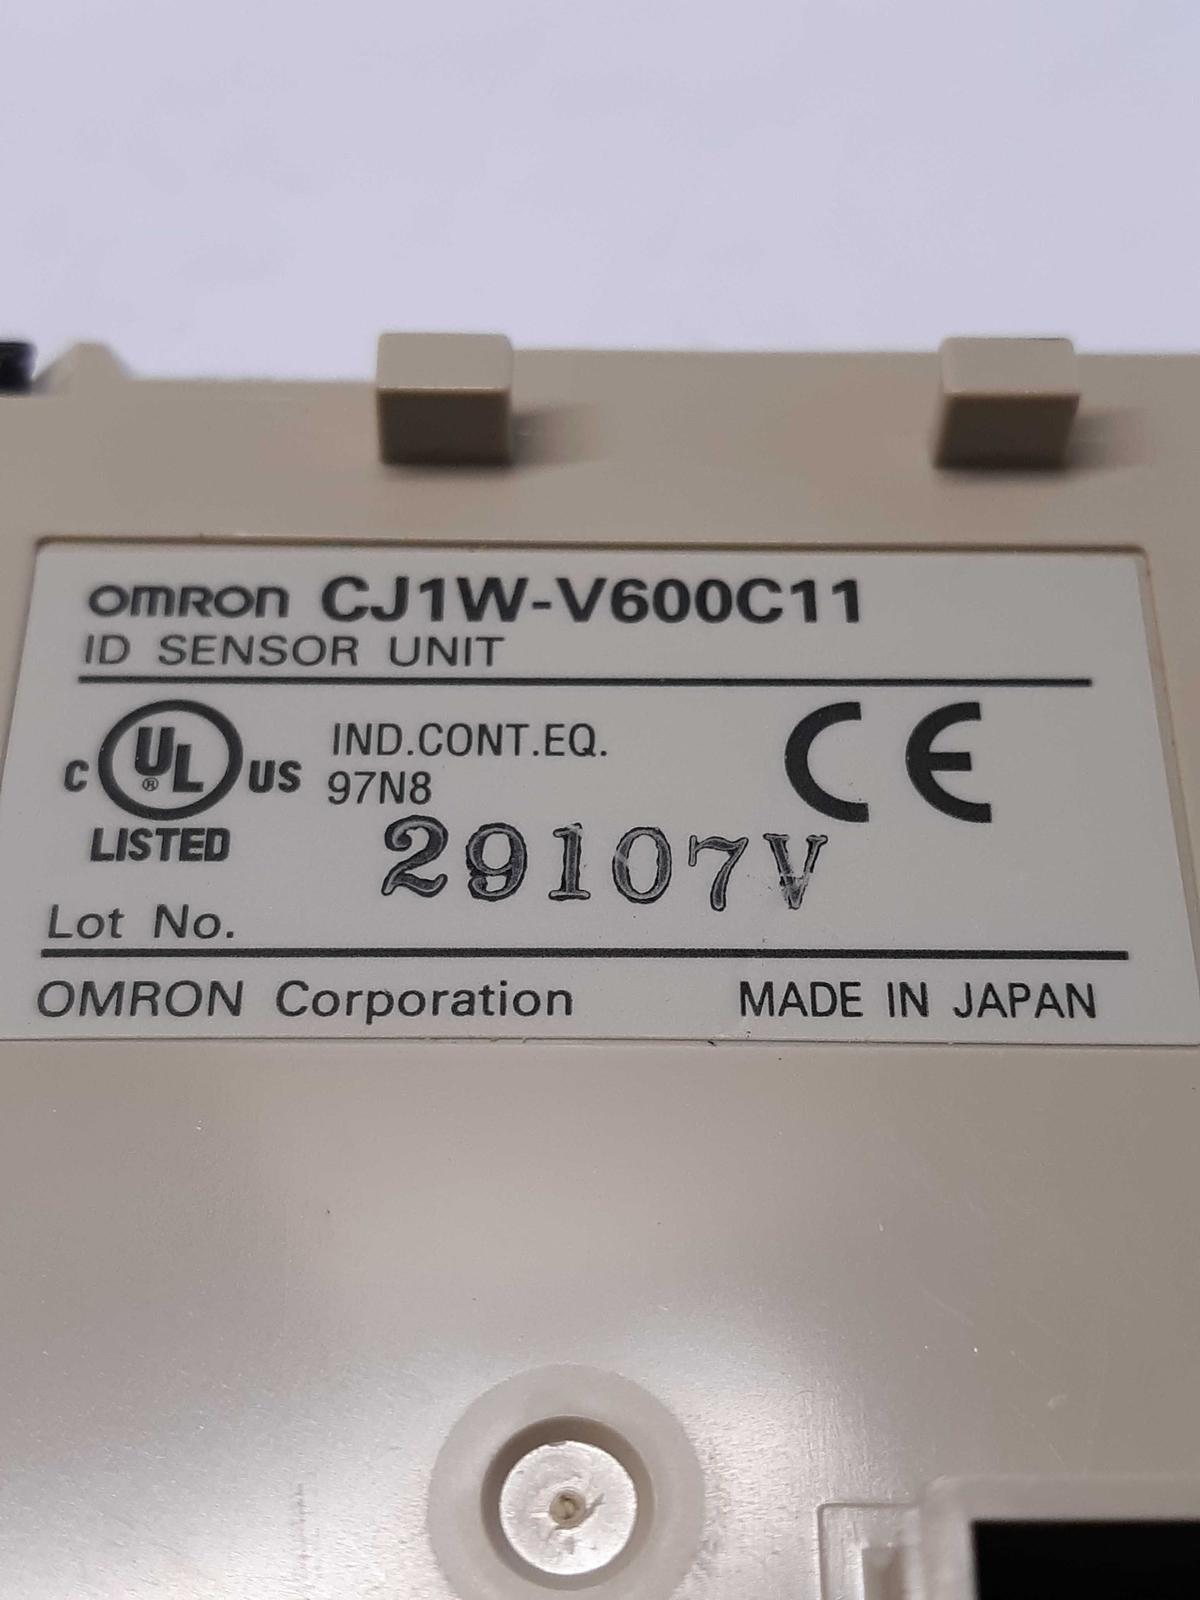 OMRON CJ1W-V600C11
ID SENSOR UNIT
C UL® US LISTED
IND.CONT.EQ.
97N8
CE
29107V
Lot No.
OMRON Corporation MADE IN JAPAN